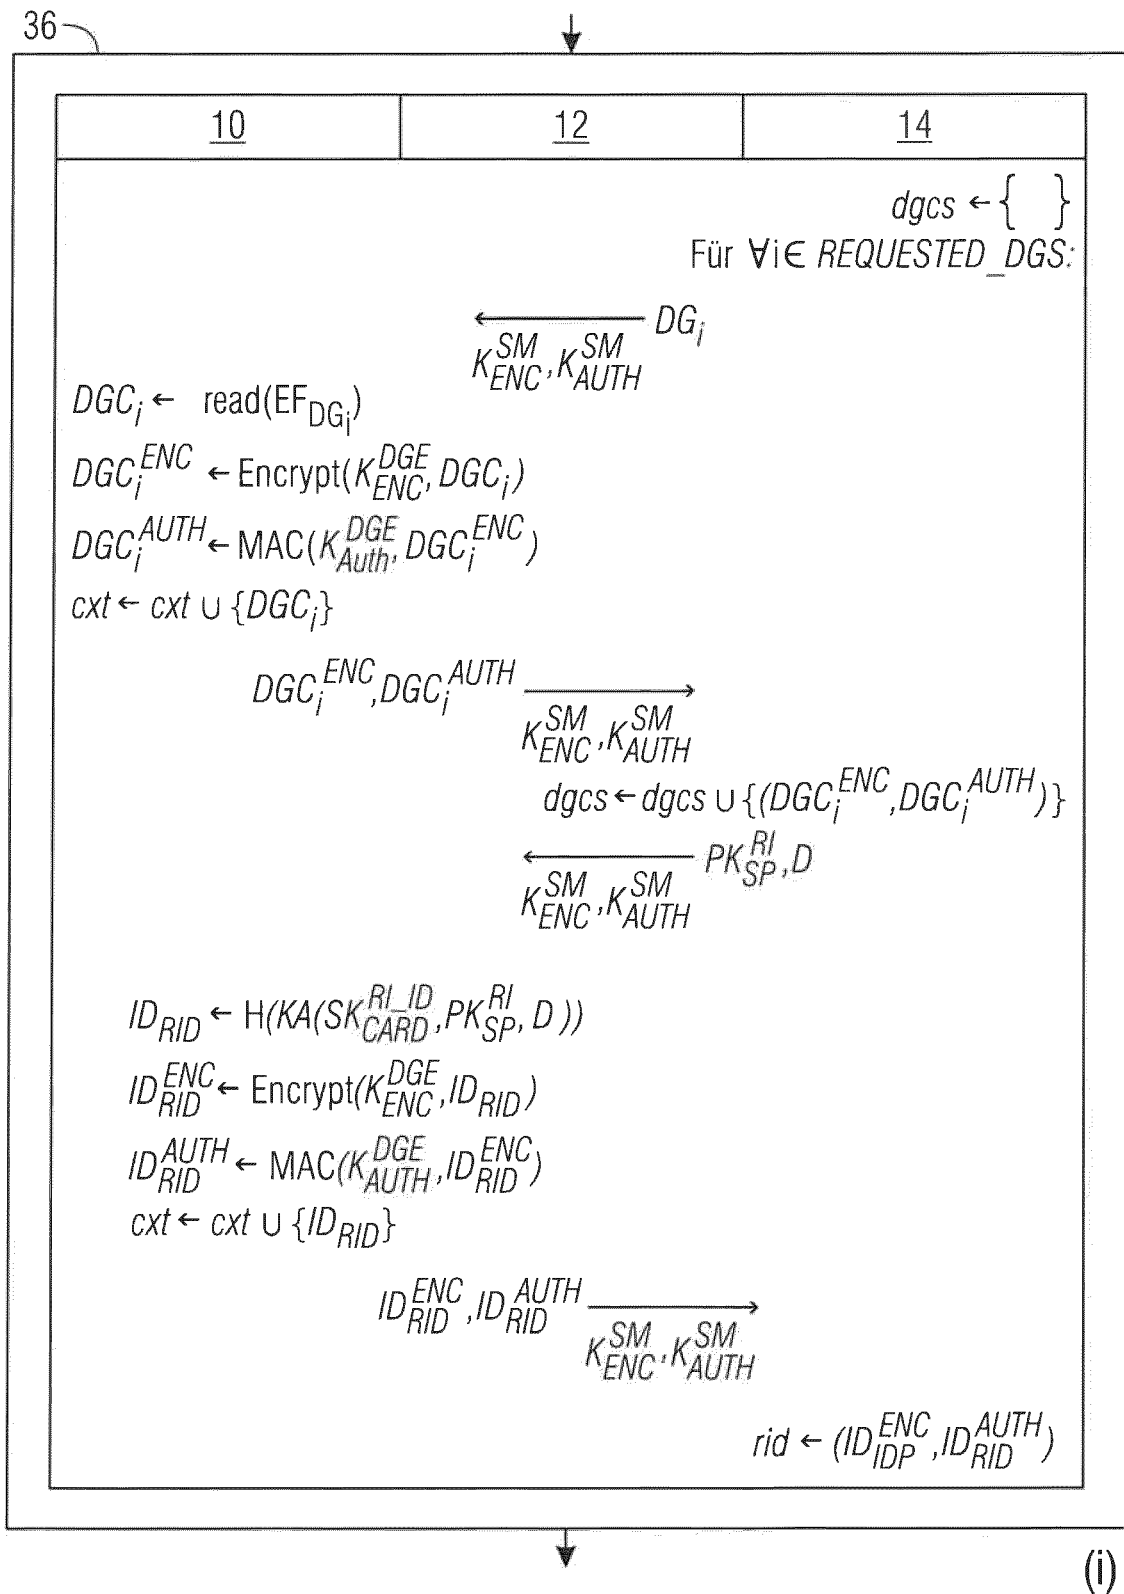 36
10 12 14
dgcs ← { }
Für ∀i∈ REQUESTED_DGS:
← DG_i
K_ENC^SM, K_AUTH^SM
DGC_i ← read(EF_DG_i)
DGC_i^ENC ← Encrypt(K_ENC^DGE, DGC_i)
DGC_i^AUTH ← MAC(K_Auth^DGE, DGC_i^ENC)
cxt ← cxt ∪ {DGC_i}
DGC_i^ENC, DGC_i^AUTH →
K_ENC^SM, K_AUTH^SM
dgcs ← dgcs ∪ {(DGC_i^ENC, DGC_i^AUTH)}
← PK_SP^RI, D
K_ENC^SM, K_AUTH^SM
ID_RID ← H(KA(SK_CARD^RI_ID, PK_SP^RI, D))
ID_RID^ENC ← Encrypt(K_ENC^DGE, ID_RID)
ID_RID^AUTH ← MAC(K_AUTH^DGE, ID_RID^ENC)
cxt ← cxt ∪ {ID_RID}
ID_RID^ENC, ID_RID^AUTH →
K_ENC^SM, K_AUTH^SM
rid ← (ID_IDP^ENC, ID_RID^AUTH)
(i)